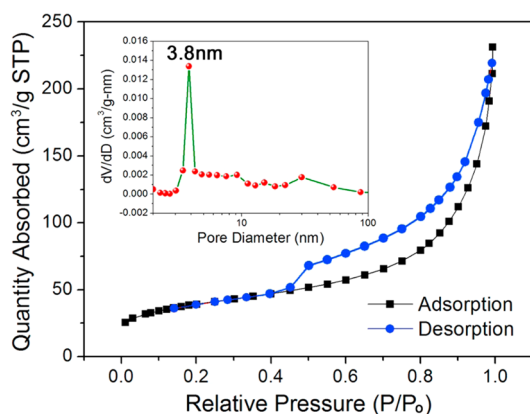 3.8nm
dV/dD (cm³/g-nm)
0.016
0.014
0.012
0.010
0.008
0.006
0.004
0.002
0.000
-0.002
10
100
Pore Diameter (nm)
Quantity Absorbed (cm³/g STP)
250
200
150
100
50
0
Adsorption
Desorption
0.0 0.2 0.4 0.6 0.8 1.0
Relative Pressure (P/P₀)